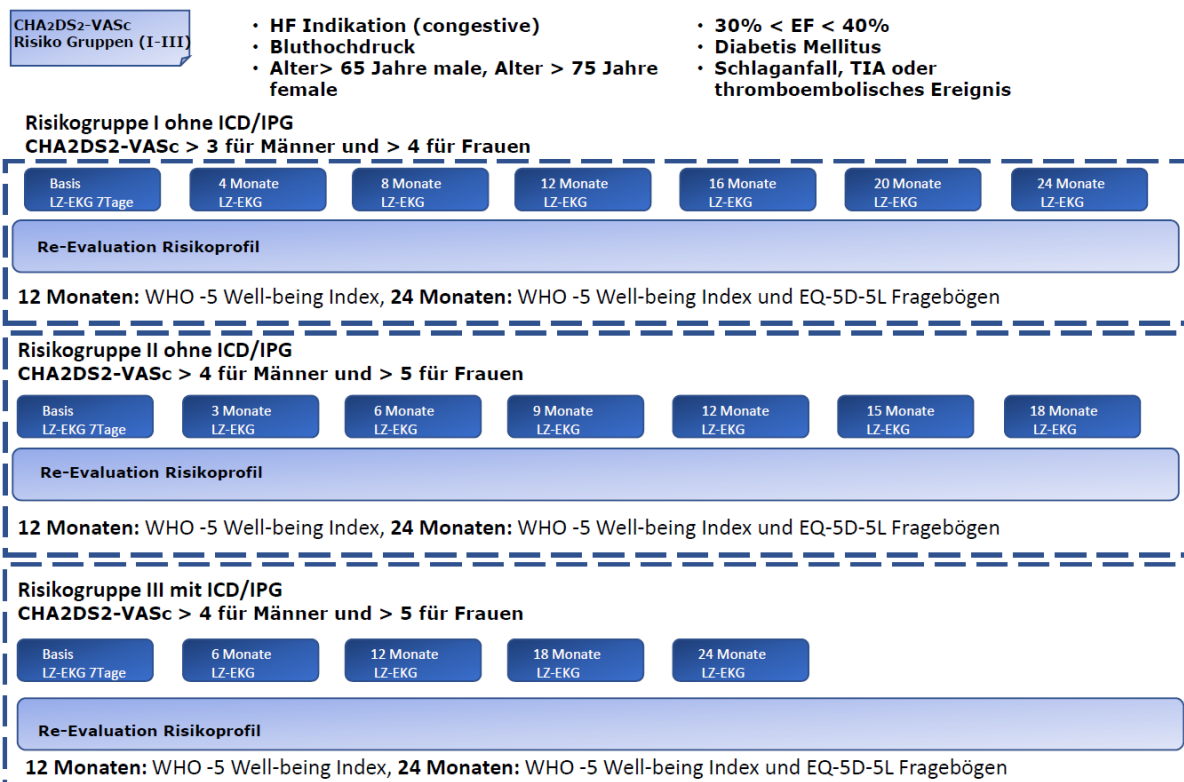 CHA2DS2-VASc
Risiko Gruppen (I-III)
• HF Indikation (congestive)
• Bluthochdruck
• Alter> 65 Jahre male, Alter > 75 Jahre
female
• 30% < EF < 40%
• Diabetis Mellitus
• Schlaganfall, TIA oder
thromboembolisches Ereignis
Risikogruppe I ohne ICD/IPG
CHA2DS2-VASc > 3 für Männer und > 4 für Frauen
Basis
LZ-EKG 7Tage
4 Monate
LZ-EKG
8 Monate
LZ-EKG
12 Monate
LZ-EKG
16 Monate
LZ-EKG
20 Monate
LZ-EKG
24 Monate
LZ-EKG
Re-Evaluation Risikoprofil
12 Monaten: WHO -5 Well-being Index, 24 Monaten: WHO -5 Well-being Index und EQ-5D-5L Fragebögen
Risikogruppe II ohne ICD/IPG
CHA2DS2-VASc > 4 für Männer und > 5 für Frauen
Basis
LZ-EKG 7Tage
3 Monate
LZ-EKG
6 Monate
LZ-EKG
9 Monate
LZ-EKG
12 Monate
LZ-EKG
15 Monate
LZ-EKG
18 Monate
LZ-EKG
Re-Evaluation Risikoprofil
12 Monaten: WHO -5 Well-being Index, 24 Monaten: WHO -5 Well-being Index und EQ-5D-5L Fragebögen
Risikogruppe III mit ICD/IPG
CHA2DS2-VASc > 4 für Männer und > 5 für Frauen
Basis
LZ-EKG 7Tage
6 Monate
LZ-EKG
12 Monate
LZ-EKG
18 Monate
LZ-EKG
24 Monate
LZ-EKG
Re-Evaluation Risikoprofil
12 Monaten: WHO -5 Well-being Index, 24 Monaten: WHO -5 Well-being Index und EQ-5D-5L Fragebögen